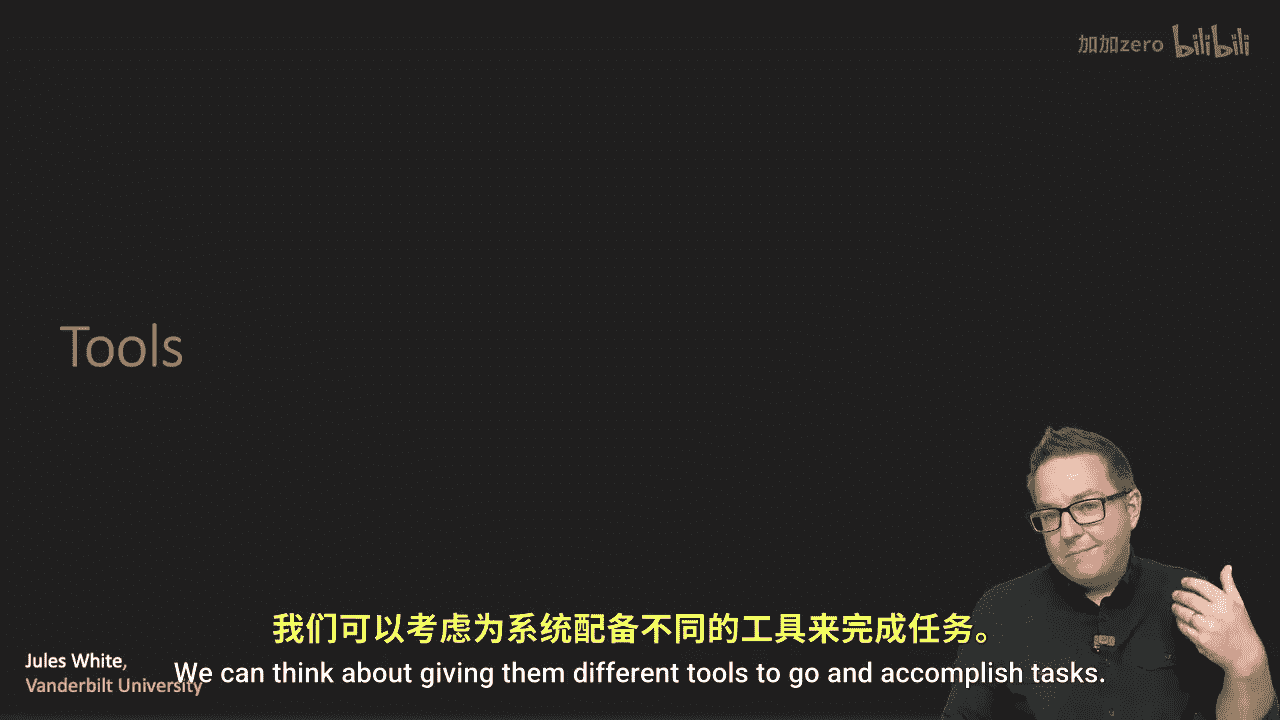 加加zero bilibili
Tools
我们可以考虑为系统配备不同的工具来完成任务。
Jules White,
We can think about giving them different tools to go and accomplish tasks.
Vanderbilt University